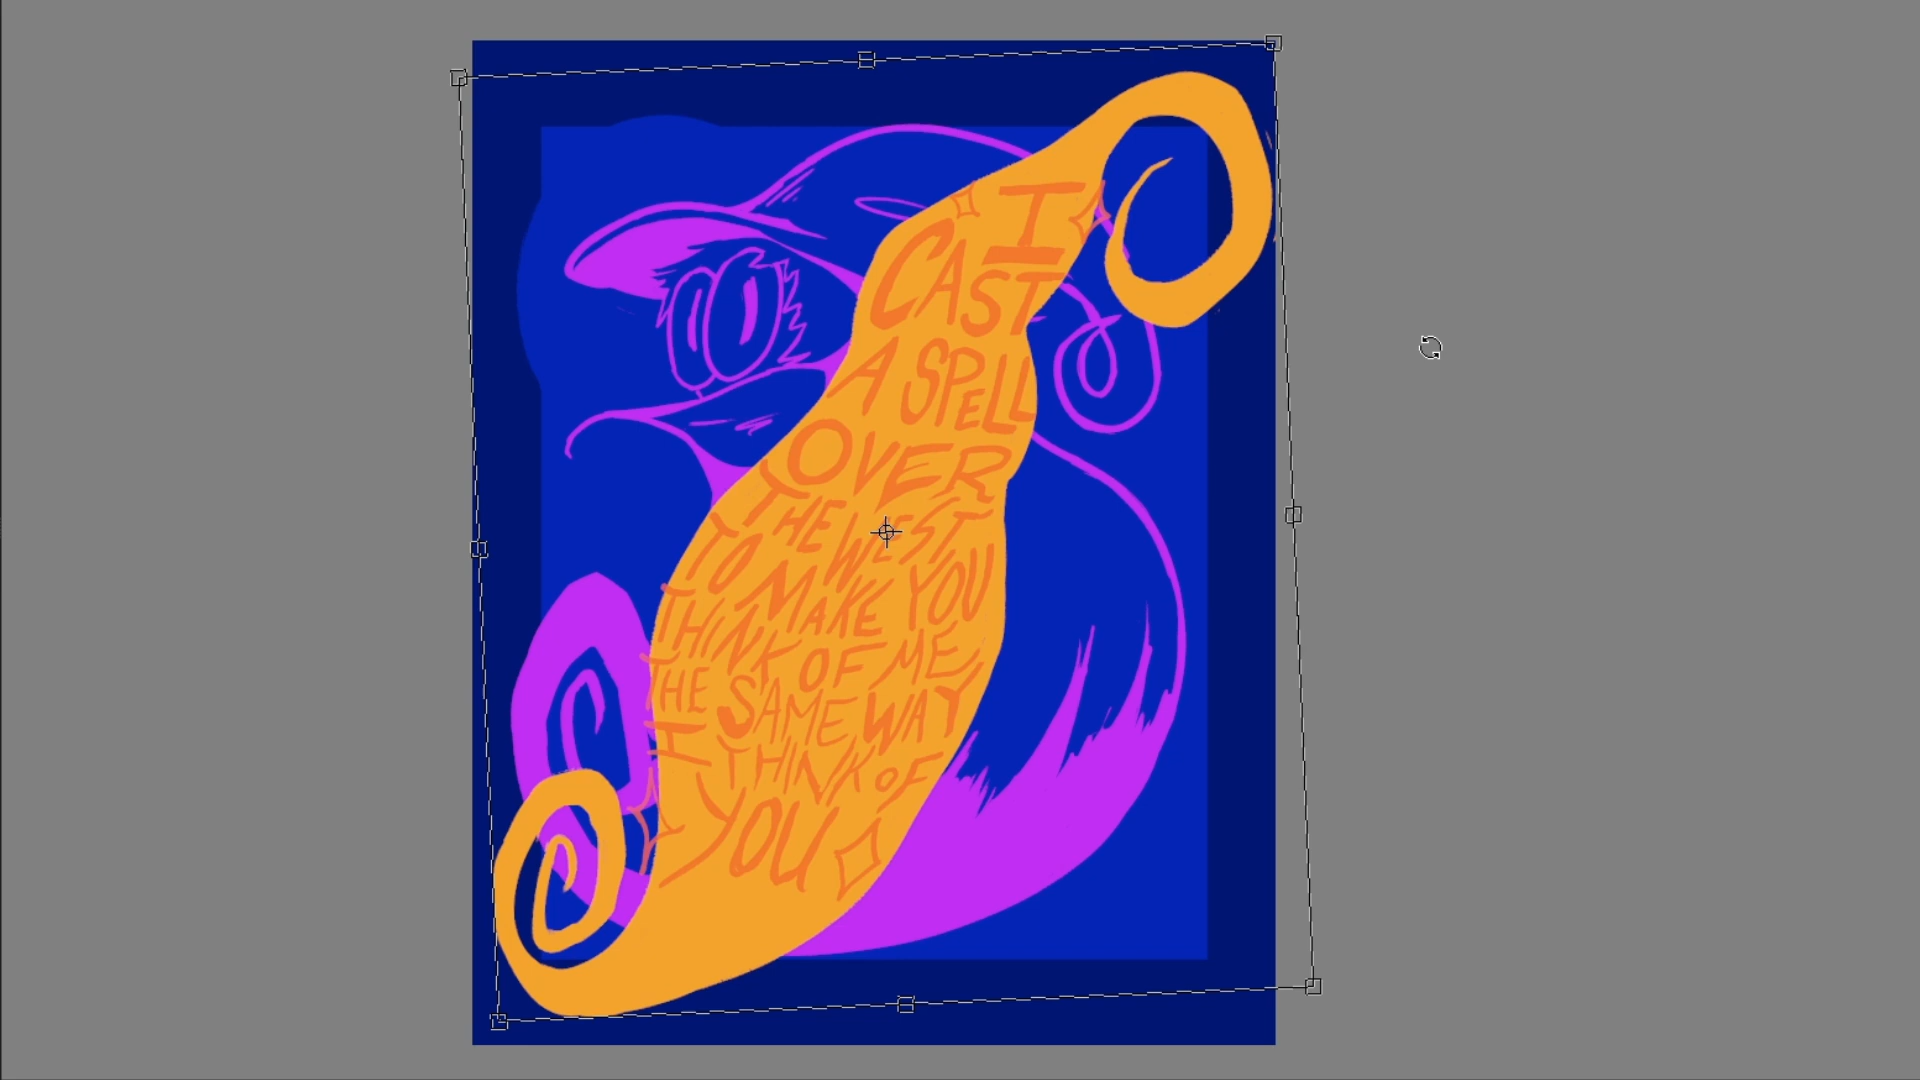 I
CAST
A SPELL
OVER
THE WEST
TO MAKE YOU
THINK OF ME
THE SAME WAY
I THINK OF
YOU